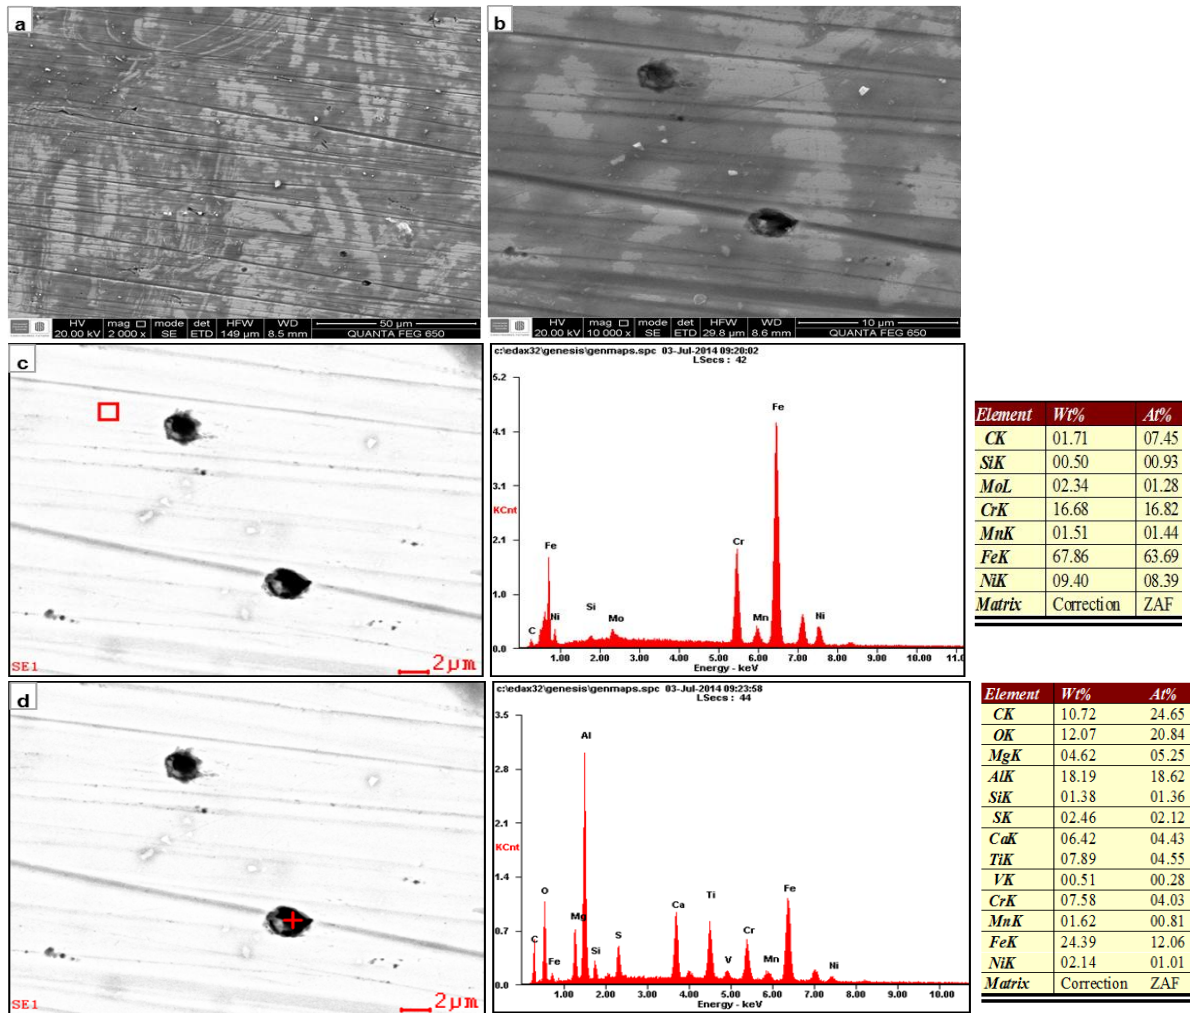 a
HV mag □ mode det HFW WD 50 µm
20.00 kV 2 000 x SE ETD 149 µm 8.5 mm QUANTA FEG 650
b
HV mag □ mode det HFW WD 10 µm
20.00 kV 10 000 x SE ETD 29.8 µm 8.6 mm QUANTA FEG 650
c
SE1
2µm
c:\edax32\genesis\genmaps.spc 03-Jul-2014 09:20:02
LSecs : 42
5.2
4.1
3.1
KCnt
2.1
1.0
0.0
Fe
Cr
Fe
C
Ni
Si
Mo
Mn
Ni
1.00 2.00 3.00 4.00 5.00 6.00 7.00 8.00 9.00 10.00 11.0
Energy - keV
Element Wt% At%
CK 01.71 07.45
SiK 00.50 00.93
MoL 02.34 01.28
CrK 16.68 16.82
MnK 01.51 01.44
FeK 67.86 63.69
NiK 09.40 08.39
Matrix Correction ZAF
d
SE1
2µm
c:\edax32\genesis\genmaps.spc 03-Jul-2014 09:23:58
LSecs : 44
3.5
2.8
2.1
KCnt
1.4
0.7
0.0
Al
O
C
Fe
Mg
Si
S
Ca
Ti
V
Cr
Mn
Fe
Ni
1.00 2.00 3.00 4.00 5.00 6.00 7.00 8.00 9.00 10.00
Energy - keV
Element Wt% At%
CK 10.72 24.65
OK 12.07 20.84
MgK 04.62 05.25
AlK 18.19 18.62
SiK 01.38 01.36
SK 02.46 02.12
CaK 06.42 04.43
TiK 07.89 04.55
VK 00.51 00.28
CrK 07.58 04.03
MnK 01.62 00.81
FeK 24.39 12.06
NiK 02.14 01.01
Matrix Correction ZAF